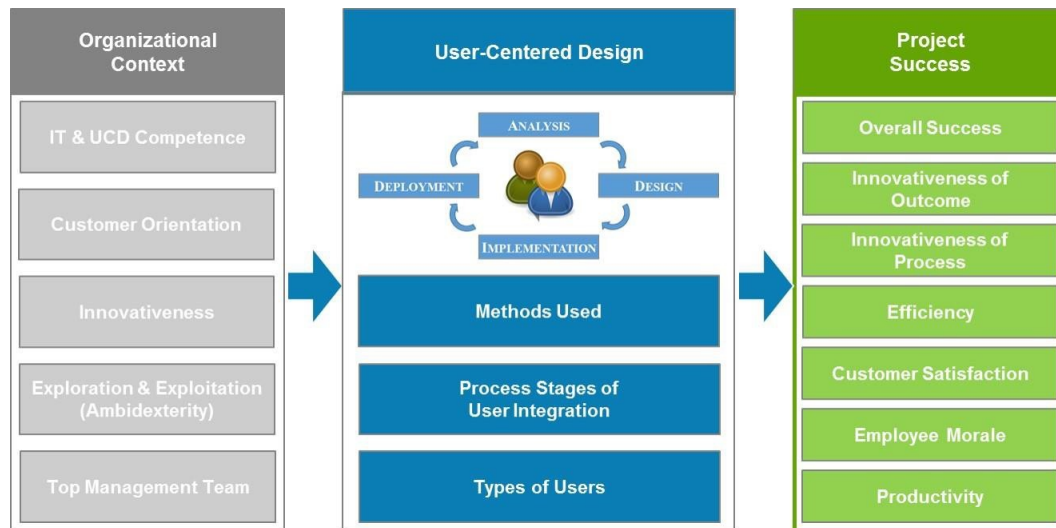 Organizational
Context
IT & UCD Competence
Customer Orientation
Innovativeness
Exploration & Exploitation
(Ambidexterity)
Top Management Team
User-Centered Design
ANALYSIS
DEPLOYMENT
DESIGN
IMPLEMENTATION
Methods Used
Process Stages of
User Integration
Types of Users
Project
Success
Overall Success
Innovativeness of
Outcome
Innovativeness of
Process
Efficiency
Customer Satisfaction
Employee Morale
Productivity